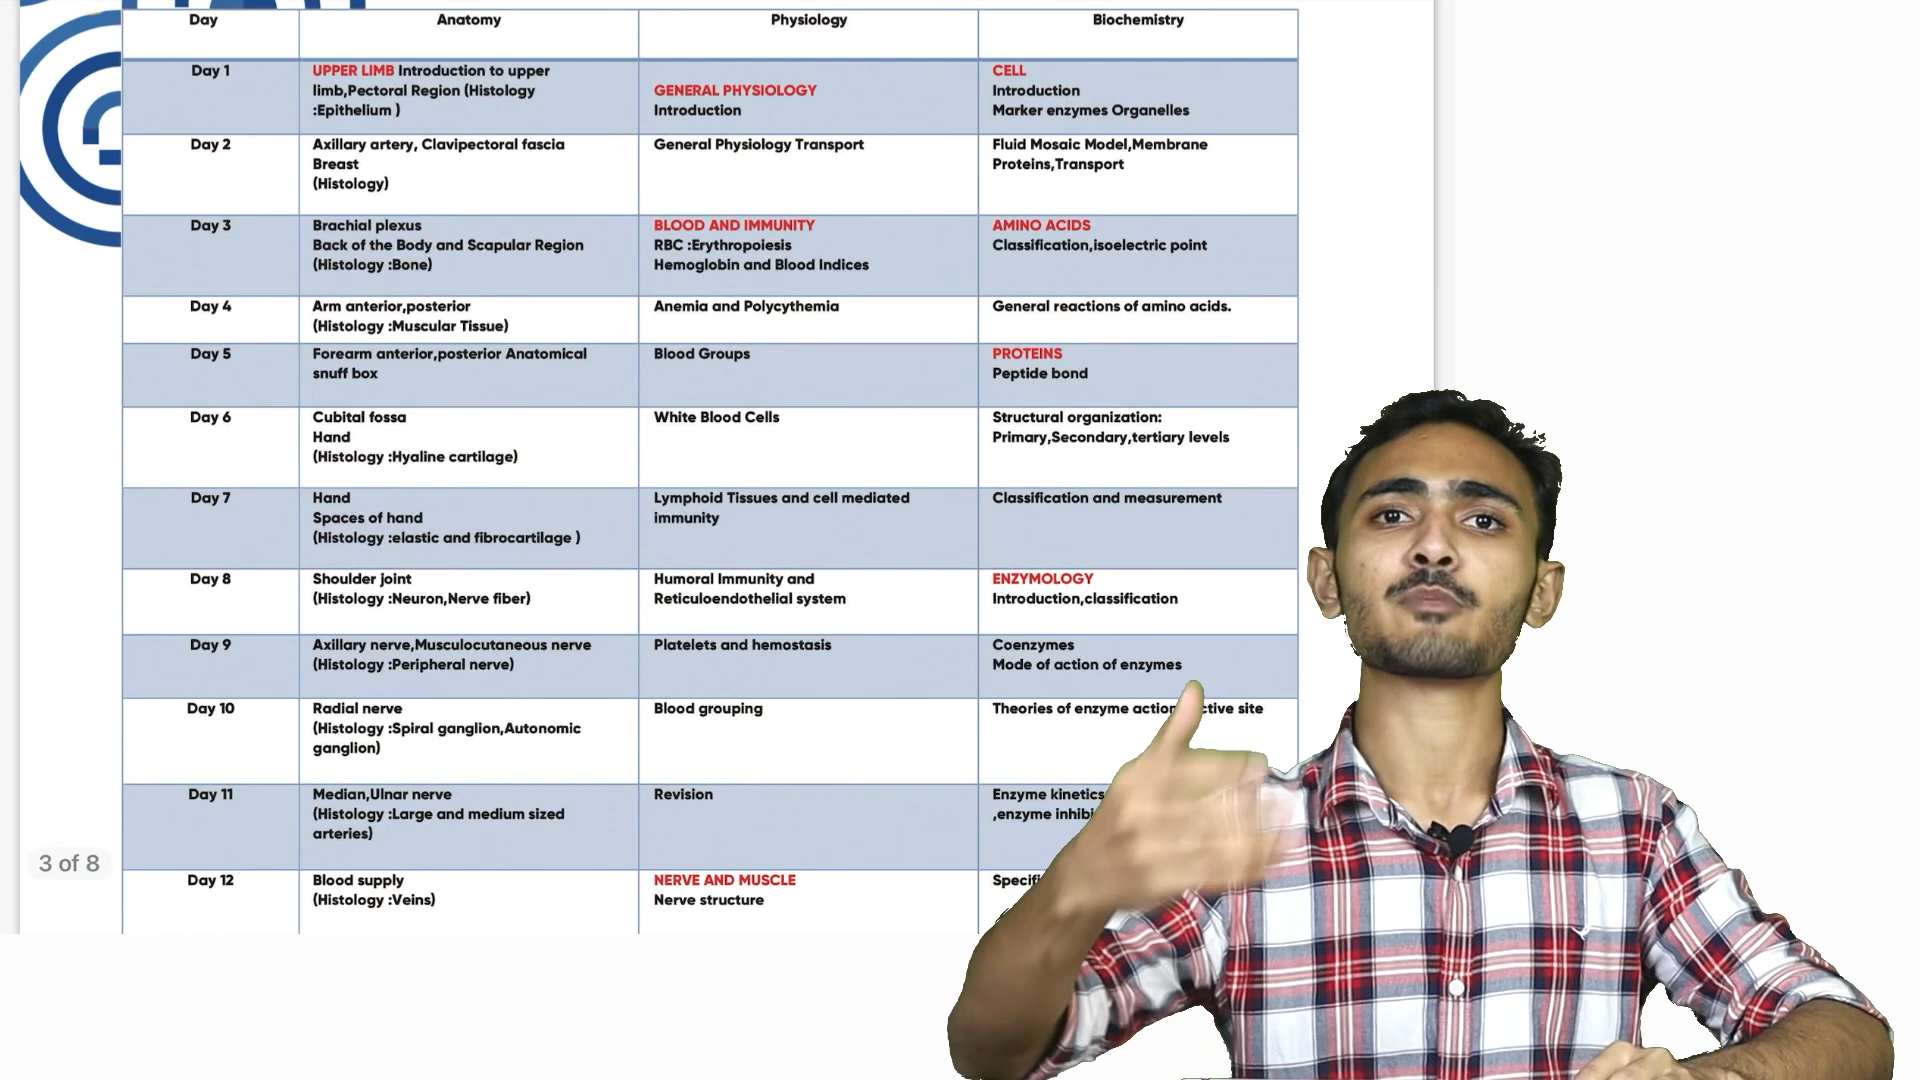 Day Anatomy Physiology Biochemistry
Day 1
UPPER LIMB Introduction to upper
limb,Pectoral Region (Histology
:Epithelium )
GENERAL PHYSIOLOGY
Introduction
CELL
Introduction
Marker enzymes Organelles
Day 2
Axillary artery, Clavipectoral fascia
Breast
(Histology)
General Physiology Transport
Fluid Mosaic Model,Membrane
Proteins,Transport
Day 3
Brachial plexus
Back of the Body and Scapular Region
(Histology :Bone)
BLOOD AND IMMUNITY
RBC :Erythropoiesis
Hemoglobin and Blood Indices
AMINO ACIDS
Classification,isoelectric point
Day 4
Arm anterior,posterior
(Histology :Muscular Tissue)
Anemia and Polycythemia
General reactions of amino acids.
Day 5
Forearm anterior,posterior Anatomical
snuff box
Blood Groups
PROTEINS
Peptide bond
Day 6
Cubital fossa
Hand
(Histology :Hyaline cartilage)
White Blood Cells
Structural organization:
Primary,Secondary,tertiary levels
Day 7
Hand
Spaces of hand
(Histology :elastic and fibrocartilage )
Lymphoid Tissues and cell mediated
immunity
Classification and measurement
Day 8
Shoulder joint
(Histology :Neuron,Nerve fiber)
Humoral Immunity and
Reticuloendothelial system
ENZYMOLOGY
Introduction,classification
Day 9
Axillary nerve,Musculocutaneous nerve
(Histology :Peripheral nerve)
Platelets and hemostasis
Coenzymes
Mode of action of enzymes
Day 10
Radial nerve
(Histology :Spiral ganglion,Autonomic
ganglion)
Blood grouping
Theories of enzyme action site
Day 11
Median,Ulnar nerve
(Histology :Large and medium sized
arteries)
Revision
Enzyme kinetics
,enzyme
Day 12
Blood supply
(Histology :Veins)
NERVE AND MUSCLE
Nerve structure
3 of 8